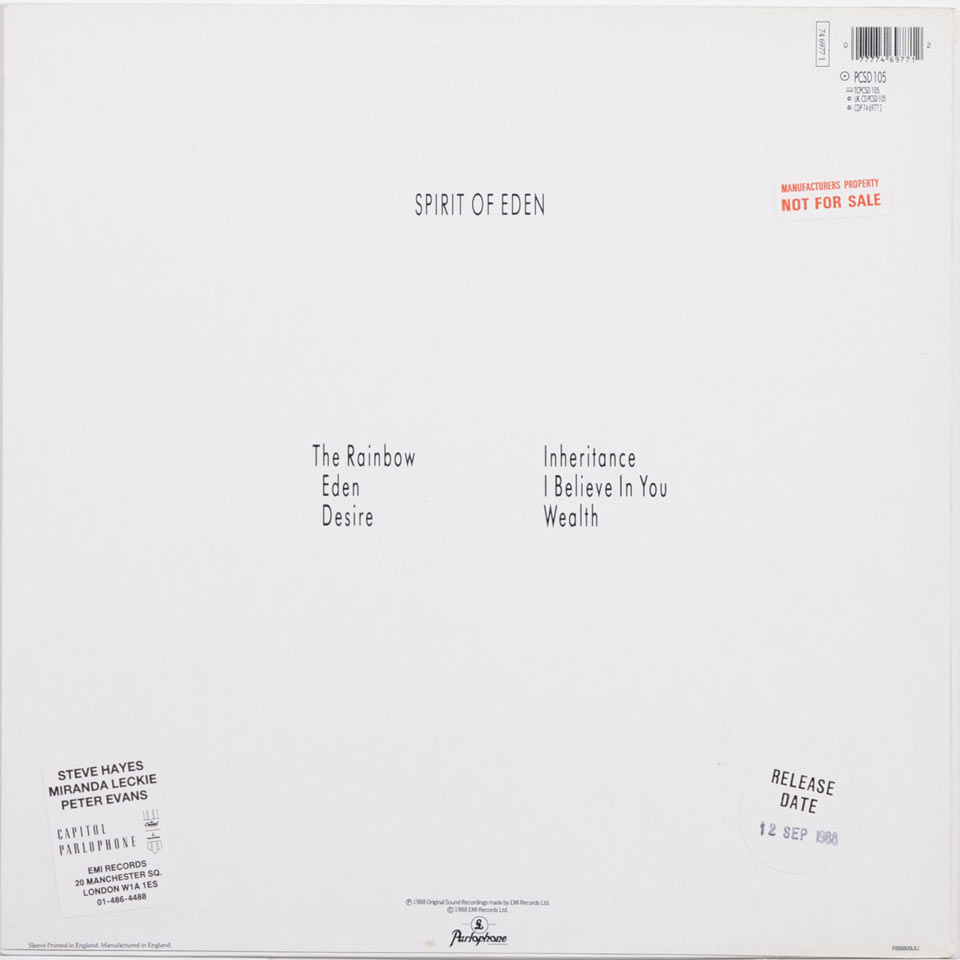 74 6977 1
0 77774 69771 2
PCSD 105
TCPCSD 105
UK: CD PCSD 105
CDP 74 6977 2
MANUFACTURERS PROPERTY
NOT FOR SALE
SPIRIT OF EDEN
The Rainbow
Eden
Desire
Inheritance
I Believe In You
Wealth
STEVE HAYES
MIRANDA LECKIE
PETER EVANS
CAPITOL
PARLOPHONE
EMI RECORDS
20 MANCHESTER SQ.
LONDON W1A 1ES
01-486-4488
RELEASE
DATE
12 SEP 1988
℗ 1988 Original Sound Recordings made by EMI Records Ltd.
© 1988 EMI Records Ltd.
Parlophone
Sleeve Printed in England. Manufactured in England.